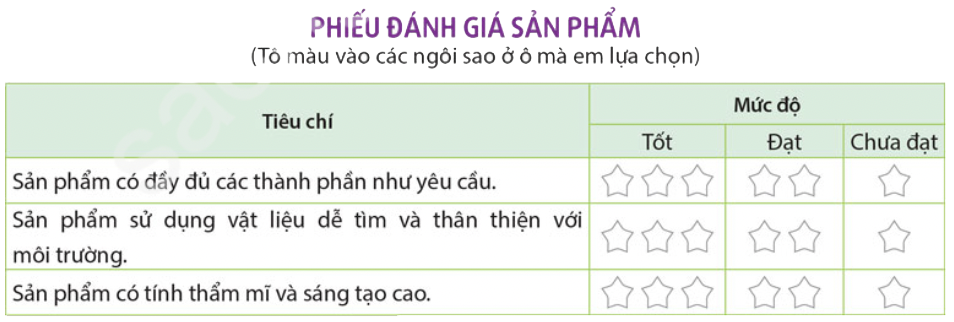 PHIẾU ĐÁNH GIÁ SẢN PHẨM
(Tô màu vào các ngôi sao ở ô mà em lựa chọn)
Tiêu chí
Mức độ
Tốt
Đạt
Chưa đạt
Sản phẩm có đầy đủ các thành phần như yêu cầu.
Sản phẩm sử dụng vật liệu dễ tìm và thân thiện với
môi trường.
Sản phẩm có tính thẩm mĩ và sáng tạo cao.